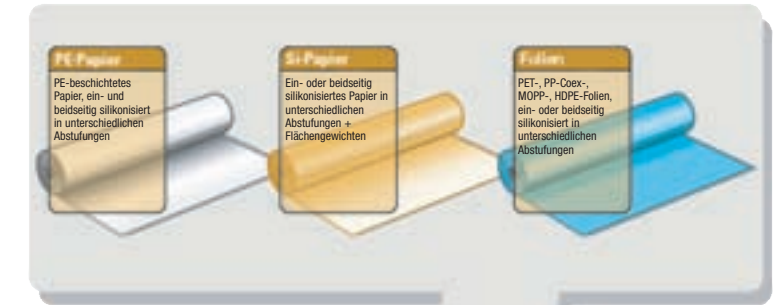 PE-Papier
PE-beschichtetes
Papier, ein- und
beidseitig silikonisiert
in unterschiedlichen
Abstufungen
Si-Papier
Ein- oder beidseitig
silikonisiertes Papier in
unterschiedlichen
Abstufungen +
Flächengewichten
Folien
PET-, PP-Coex-,
MOPP-, HDPE-Folien,
ein- oder beidseitig
silikonisiert in
unterschiedlichen
Abstufungen